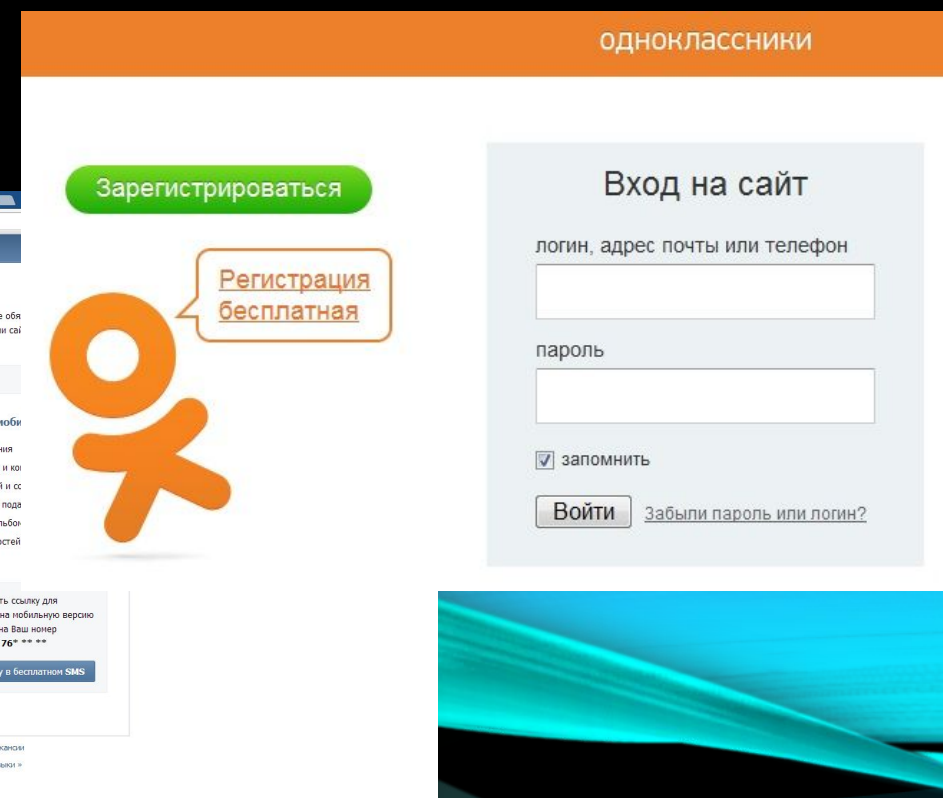 одноклассники
Зарегистрироваться
Регистрация
бесплатная
Вход на сайт
логин, адрес почты или телефон
пароль
запомнить
Войти
Забыли пароль или логин?
ссылку для
на мобильную версию
на Ваш номер
76* ** **
в бесплатном SMS